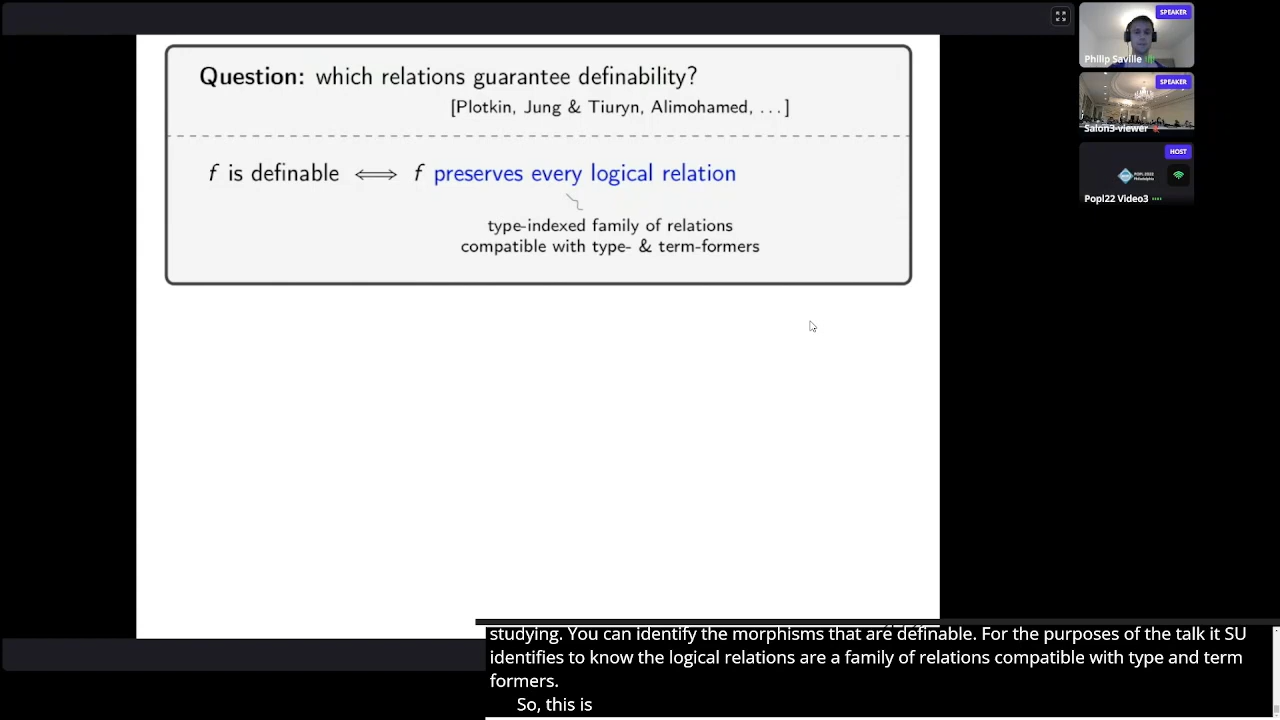 Question: which relations guarantee definability?
[Plotkin, Jung & Tiuryn, Alimohamed, ...]
f is definable ⟺ f preserves every logical relation
type-indexed family of relations
compatible with type- & term-formers
SPEAKER
Philip Saville
SPEAKER
Salon3-viewer
HOST
POPL 2022
Philadelphia
Popl22 Video3
studying. You can identify the morphisms that are definable. For the purposes of the talk it SU
identifies to know the logical relations are a family of relations compatible with type and term
formers.
So, this is